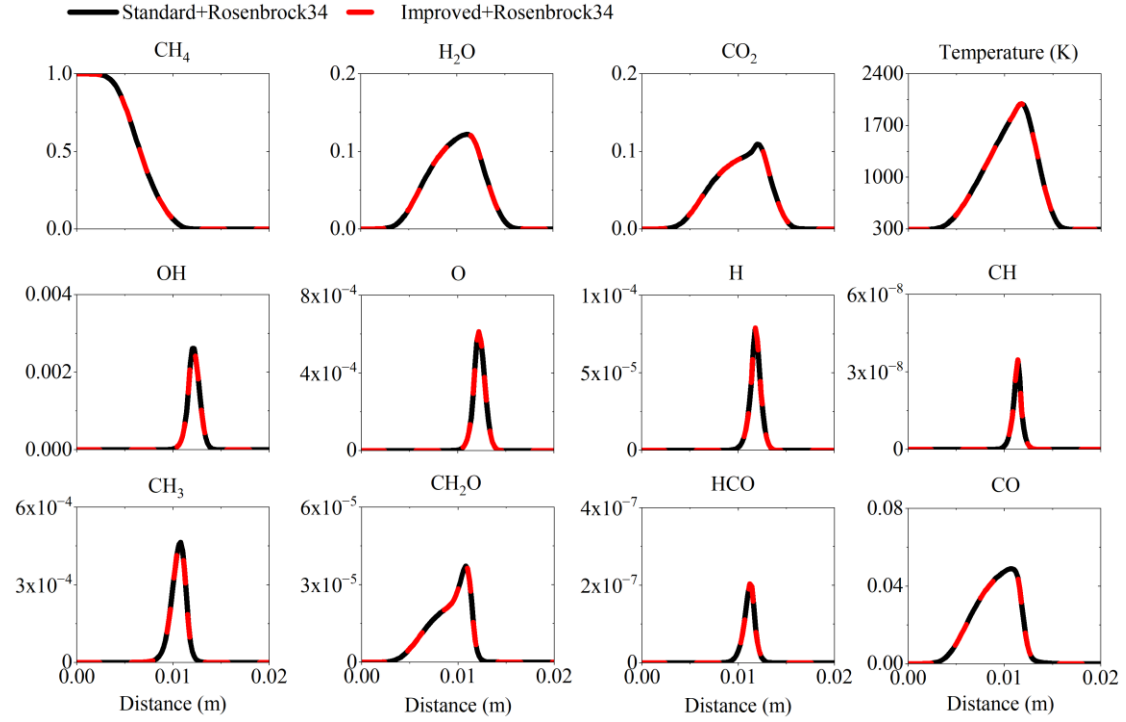 Standard+Rosenbrock34 Improved+Rosenbrock34
CH₄ H₂O CO₂ Temperature (K)
1.0 0.2 0.2 2400
1700
0.5 0.1 0.1
1000
0.0 0.0 0.0 300
OH O H CH
0.004 8x10⁻⁴ 1x10⁻⁴ 6x10⁻⁸
0.002 4x10⁻⁴ 5x10⁻⁵ 3x10⁻⁸
0.000 0 0 0
CH₃ CH₂O HCO CO
6x10⁻⁴ 6x10⁻⁵ 4x10⁻⁷ 0.08
3x10⁻⁴ 3x10⁻⁵ 2x10⁻⁷ 0.04
0 0 0 0.00
0.00 0.01 0.02 0.00 0.01 0.02 0.00 0.01 0.02 0.00 0.01 0.02
Distance (m) Distance (m) Distance (m) Distance (m)